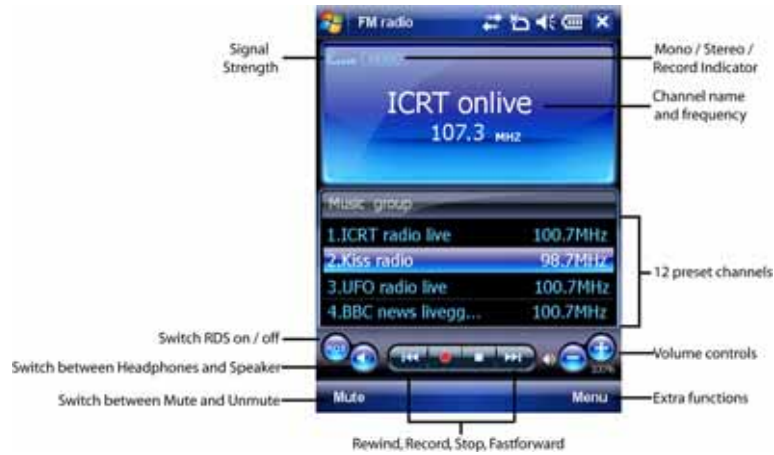 FM radio
Signal
Strength
Mono / Stereo /
Record Indicator
ICRT onlive
107.3 MHZ
Channel name
and frequency
Music group
1.ICRT radio live 100.7MHz
2.Kiss radio 98.7MHz
3.UFO radio live 100.7MHz
4.BBC news livegg... 100.7MHz
12 preset channels
Switch RDS on / off
RDS
Volume controls
100%
Switch between Headphones and Speaker
Switch between Mute and Unmute
Mute
Menu
Extra functions
Rewind, Record, Stop, Fastforward